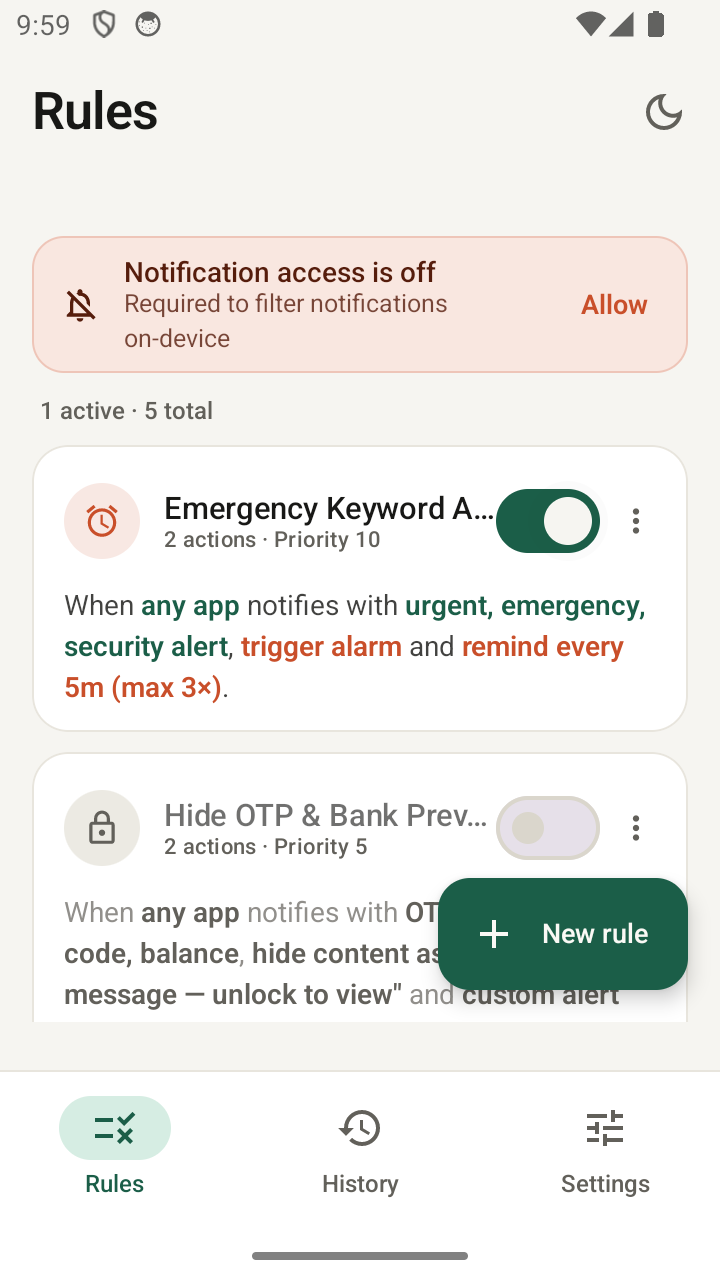 9:59
Rules
Notification access is off
Required to filter notifications
on-device
Allow
1 active · 5 total
Emergency Keyword A...
2 actions · Priority 10
When any app notifies with urgent, emergency,
security alert, trigger alarm and remind every
5m (max 3×).
Hide OTP & Bank Prev...
2 actions · Priority 5
When any app notifies with OT
code, balance, hide content as
message — unlock to view" and custom alert
New rule
Rules
History
Settings